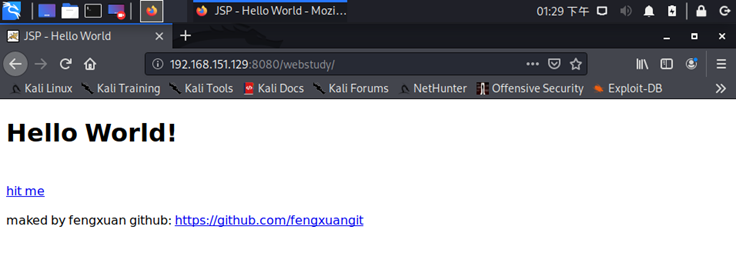 JSP - Hello World - Mozi...
01:29 下午
JSP - Hello World
192.168.151.129:8080/webstudy/
Kali Linux
Kali Training
Kali Tools
Kali Docs
Kali Forums
NetHunter
Offensive Security
Exploit-DB
Hello World!
hit me
maked by fengxuan github: https://github.com/fengxuangit